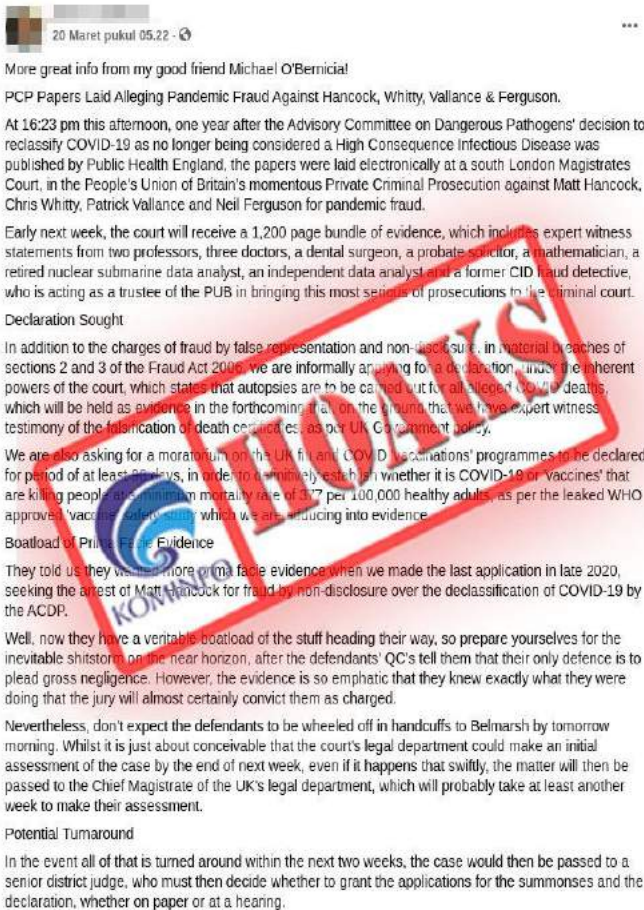 20 Maret pukul 05.22 ·
More great info from my good friend Michael O'Bernicia!
PCP Papers Laid Alleging Pandemic Fraud Against Hancock, Whitty, Vallance & Ferguson.
At 16:23 pm this afternoon, one year after the Advisory Committee on Dangerous Pathogens' decision to
reclassify COVID-19 as no longer being considered a High Consequence Infectious Disease was
published by Public Health England, the papers were laid electronically at a south London Magistrates
Court, in the People's Union of Britain's momentous Private Criminal Prosecution against Matt Hancock,
Chris Whitty, Patrick Vallance and Neil Ferguson for pandemic fraud.
Early next week, the court will receive a 1,200 page bundle of evidence, which includes expert witness
statements from two professors, three doctors, a dental surgeon, a probate solicitor, a mathematician, a
retired nuclear submarine data analyst, an independent data analyst and a former CID fraud detective,
who is acting as a trustee of the PUB in bringing this most serious of prosecutions to the criminal court.
Declaration Sought
In addition to the charges of fraud by false representation and non-disclosure, in material breaches of
sections 2 and 3 of the Fraud Act 2006, we are informally applying for a declaration, under the inherent
powers of the court, which states that autopsies are to be carried out for all alleged COVID deaths,
which will be held as evidence in the forthcoming trial, on the ground that we have expert witness
testimony of the falsification of death certificates, as per UK Government policy.
We are also asking for a moratorium on the UK flu and COVID 'vaccinations' programmes to be declared
for period of at least days, in order to definitively establish whether it is COVID-19 or 'vaccines' that
are killing people at a minimum mortality rate of 377 per 100,000 healthy adults, as per the leaked WHO
approved 'vaccine' safety study which we are adducing into evidence.
Boatload of Prima Facie Evidence
They told us they wanted more prima facie evidence when we made the last application in late 2020,
seeking the arrest of Matt Hancock for fraud by non-disclosure over the declassification of COVID-19 by
the ACDP.
Well, now they have a veritable boatload of the stuff heading their way, so prepare yourselves for the
inevitable shitstorm on the near horizon, after the defendants' QC's tell them that their only defence is to
plead gross negligence. However, the evidence is so emphatic that they knew exactly what they were
doing that the jury will almost certainly convict them as charged.
Nevertheless, don't expect the defendants to be wheeled off in handcuffs to Belmarsh by tomorrow
morning. Whilst it is just about conceivable that the court's legal department could make an initial
assessment of the case by the end of next week, even if it happens that swiftly, the matter will then be
passed to the Chief Magistrate of the UK's legal department, which will probably take at least another
week to make their assessment.
Potential Turnaround
In the event all of that is turned around within the next two weeks, the case would then be passed to a
senior district judge, who must then decide whether to grant the applications for the summonses and the
declaration, whether on paper or at a hearing.
HOAKS
KOMINFO